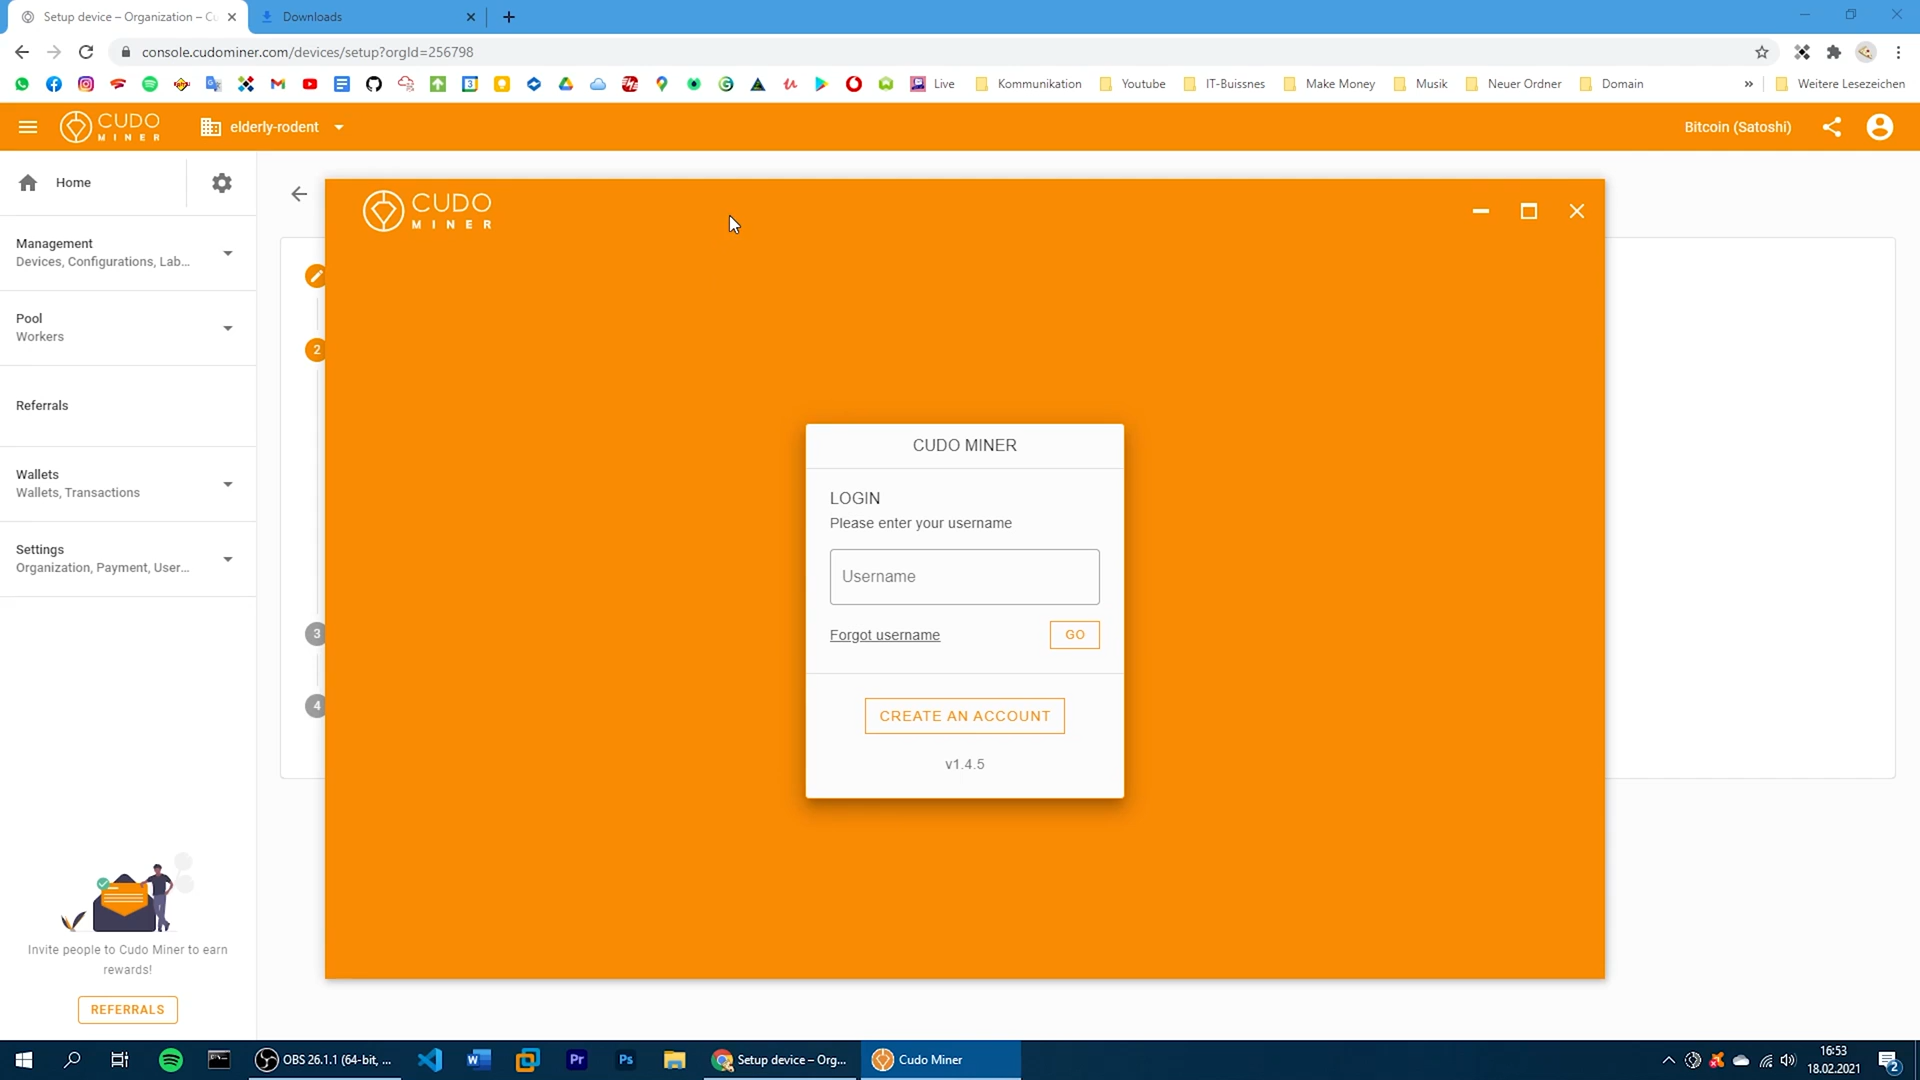 Setup device – Organization – Cu
Downloads
console.cudominer.com/devices/setup?orgId=256798
Live
Kommunikation
Youtube
IT-Buissnes
Make Money
Musik
Neuer Ordner
Domain
»
Weitere Lesezeichen
CUDO
MINER
elderly-rodent
Bitcoin (Satoshi)
Home
Management
Devices, Configurations, Lab...
Pool
Workers
Referrals
Wallets
Wallets, Transactions
Settings
Organization, Payment, User...
Invite people to Cudo Miner to earn
rewards!
REFERRALS
2
3
4
CUDO
MINER
CUDO MINER
LOGIN
Please enter your username
Username
Forgot username
GO
CREATE AN ACCOUNT
v1.4.5
OBS 26.1.1 (64-bit, ...
Setup device – Org...
Cudo Miner
16:53
18.02.2021
2